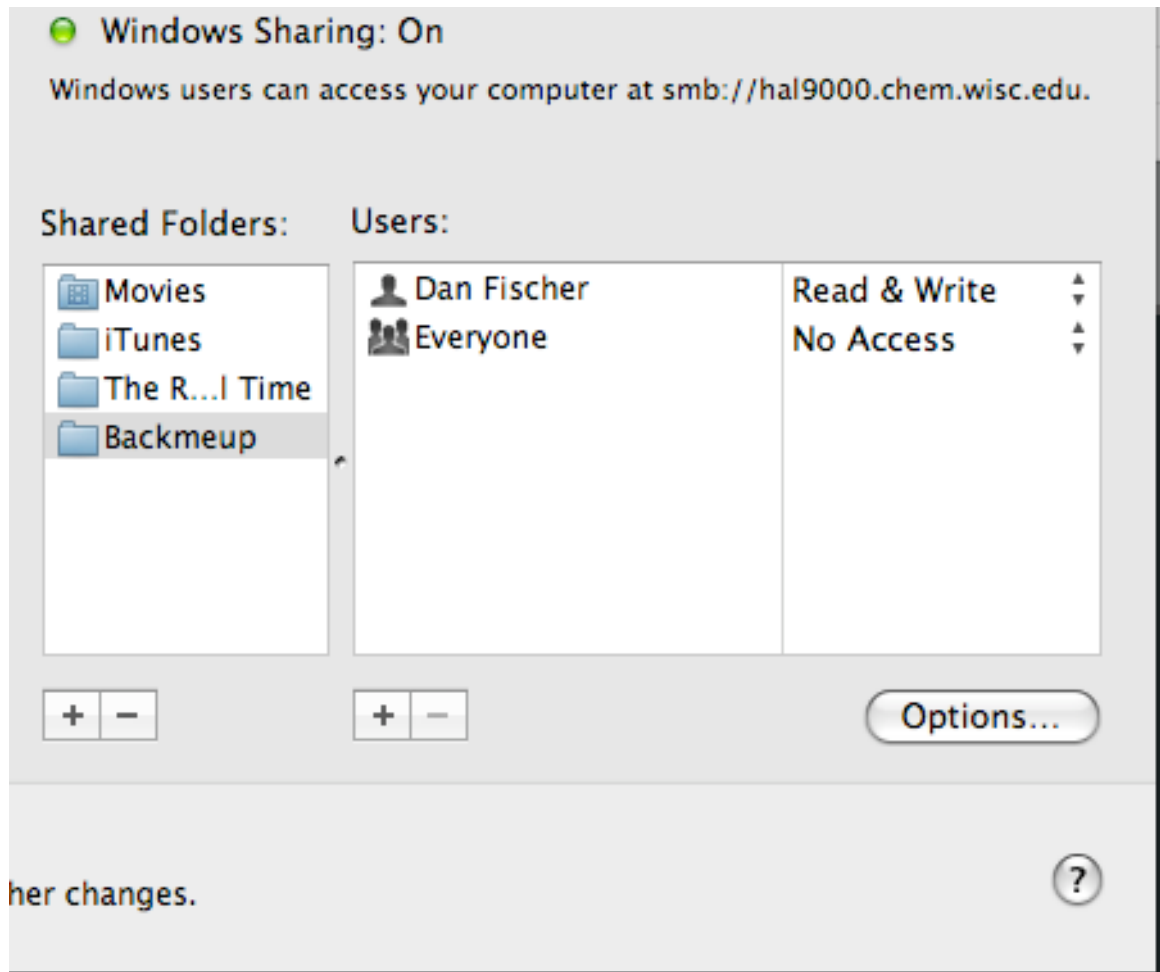 Windows Sharing: On
Windows users can access your computer at smb://hal9000.chem.wisc.edu.
Shared Folders: Users:
Movies
iTunes
The R...l Time
Backmeup
Dan Fischer Read & Write
Everyone No Access
+ − + − Options...
her changes. ?